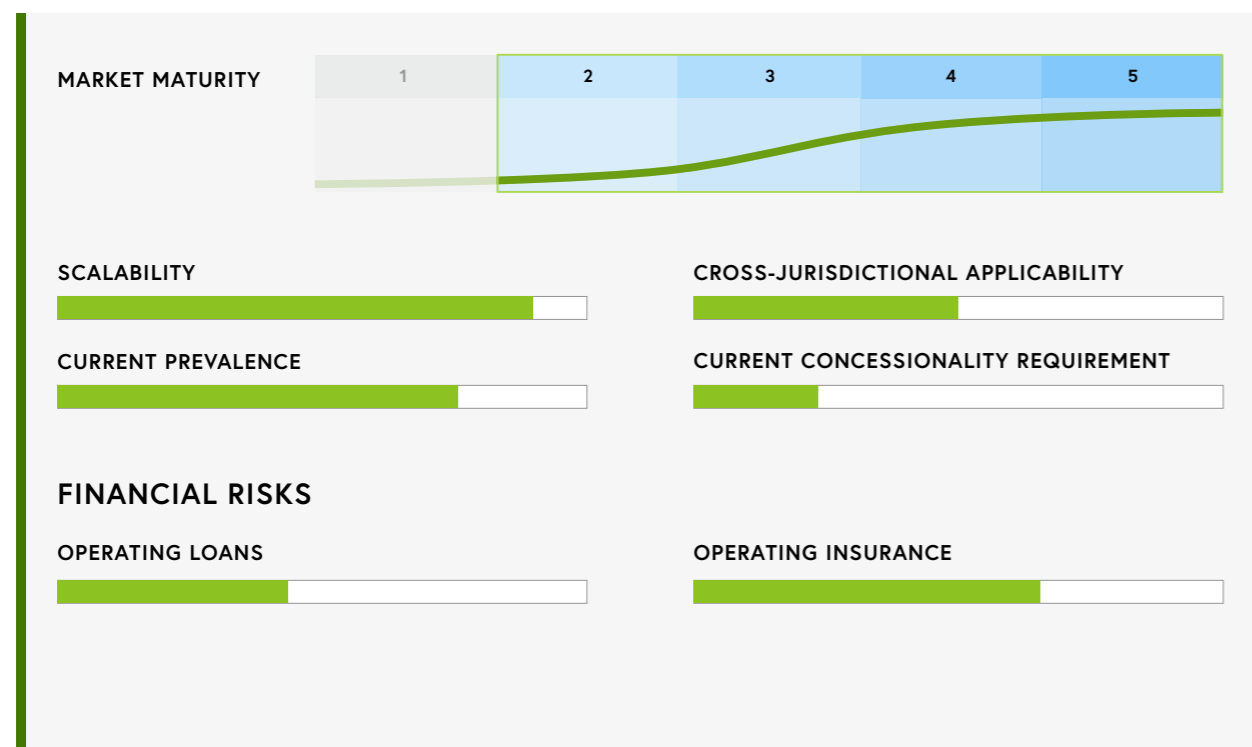 MARKET MATURITY
1 2 3 4 5
SCALABILITY
CROSS-JURISDICTIONAL APPLICABILITY
CURRENT PREVALENCE
CURRENT CONCESSIONALITY REQUIREMENT
FINANCIAL RISKS
OPERATING LOANS
OPERATING INSURANCE